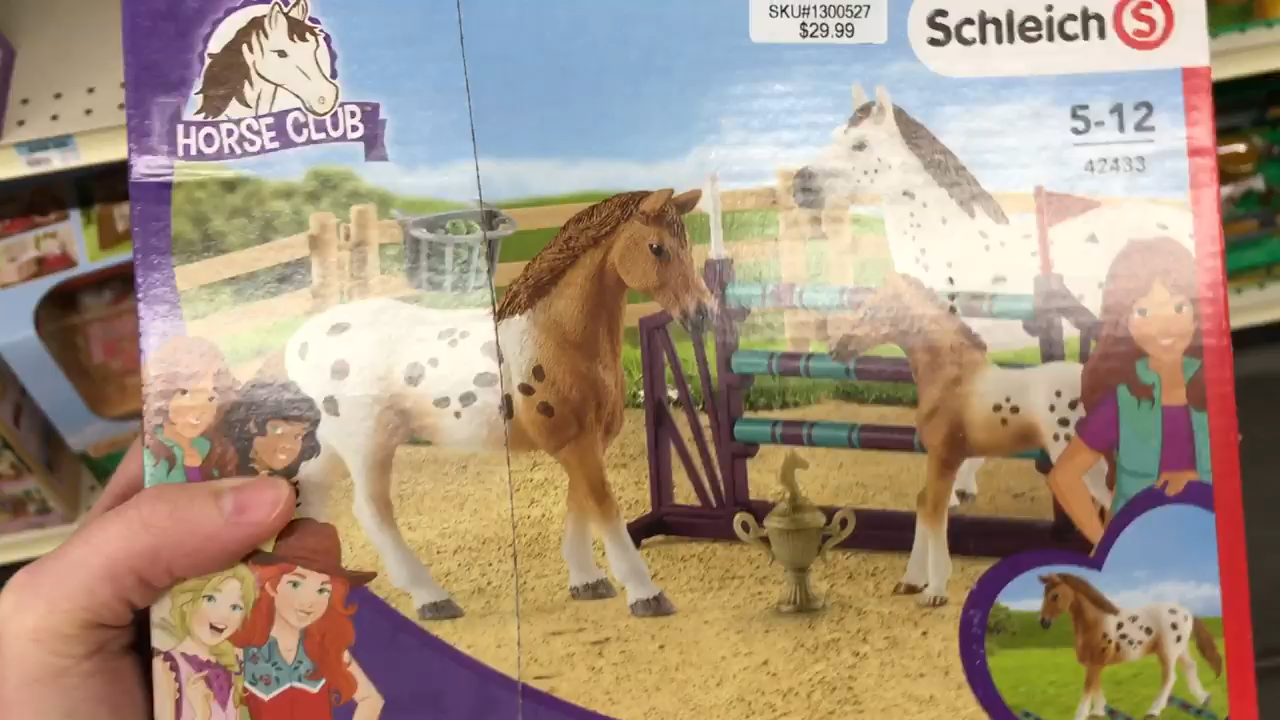 SKU#1300527
$29.99
Schleich S
HORSE CLUB
5-12
42433